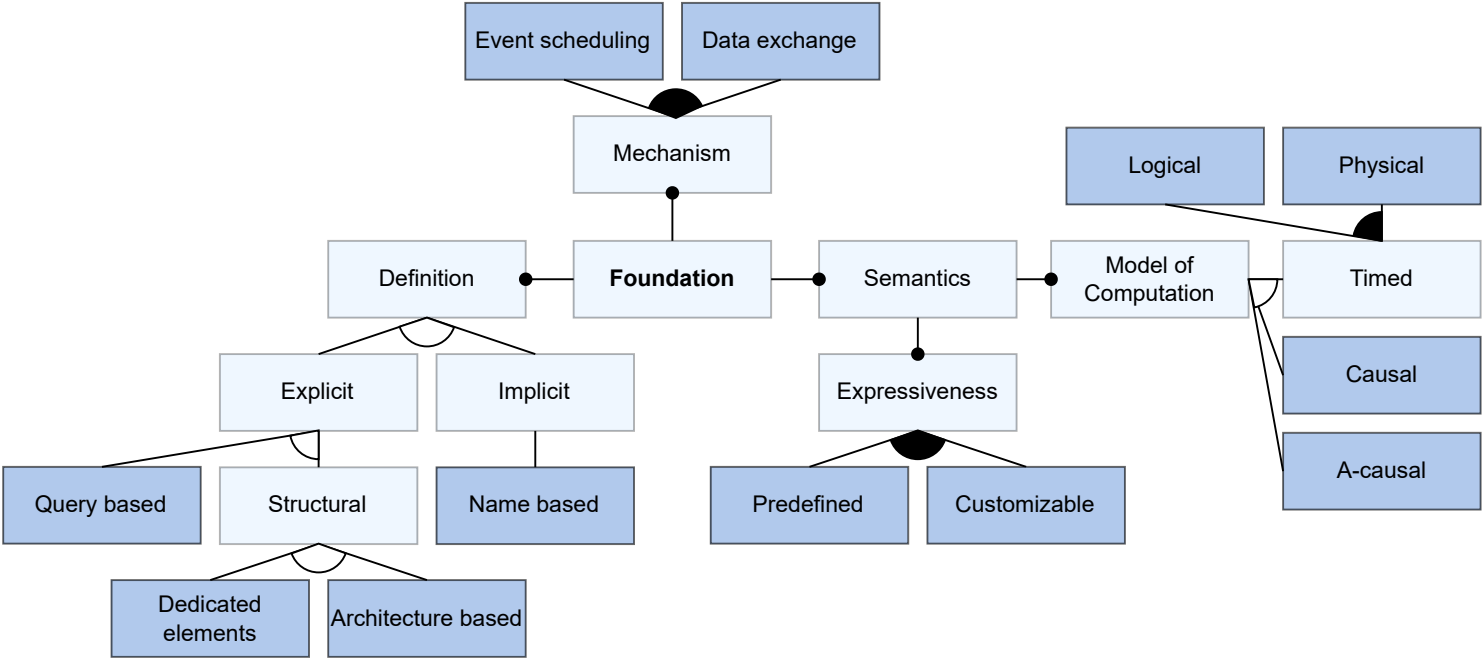 Event scheduling
Data exchange
Mechanism
Logical
Physical
Definition
Foundation
Semantics
Model of
Computation
Timed
Explicit
Implicit
Expressiveness
Causal
A-causal
Query based
Structural
Name based
Predefined
Customizable
Dedicated
elements
Architecture based